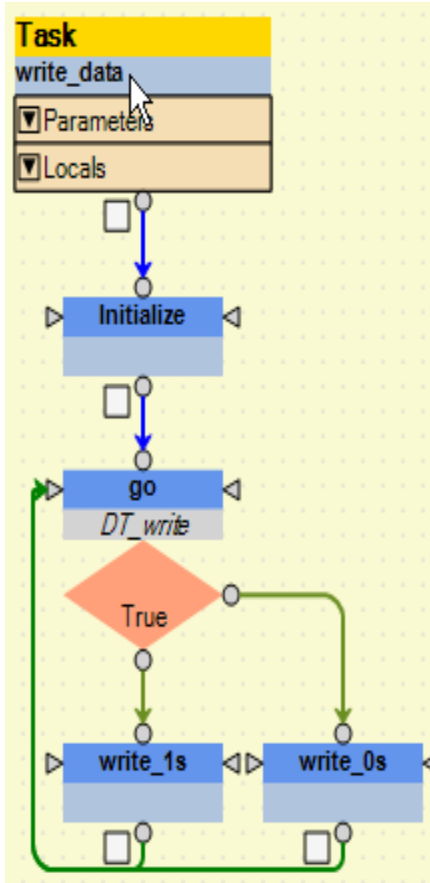 Task
write_data
Parameters
Locals
Initialize
go
DT_write
True
write_1s
write_0s